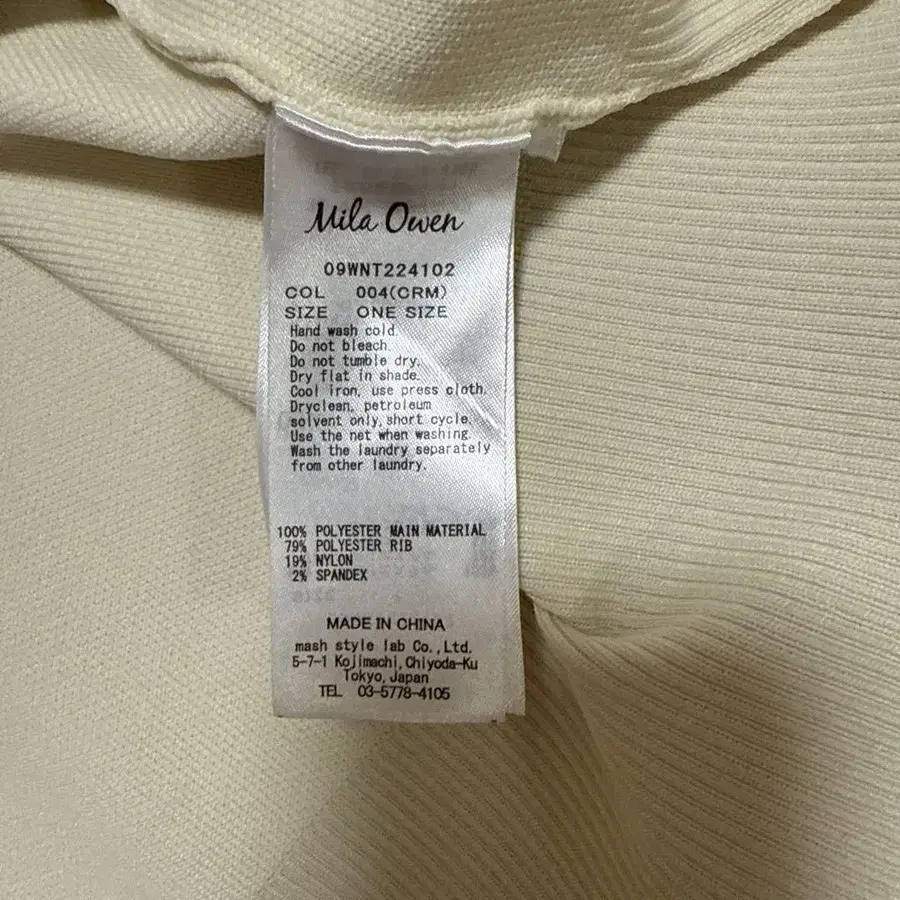 Mila Owen
09WNT224102
COL 004(CRM)
SIZE ONE SIZE
Hand wash cold.
Do not bleach.
Do not tumble dry.
Dry flat in shade.
Cool iron, use press cloth.
Dryclean, petroleum
solvent only, short cycle.
Use the net when washing.
Wash the laundry separately
from other laundry.
100% POLYESTER MAIN MATERIAL
79% POLYESTER RIB
19% NYLON
2% SPANDEX
MADE IN CHINA
mash style lab Co.,Ltd.
5-7-1 Kojimachi,Chiyoda-Ku
Tokyo,Japan
TEL 03-5778-4105